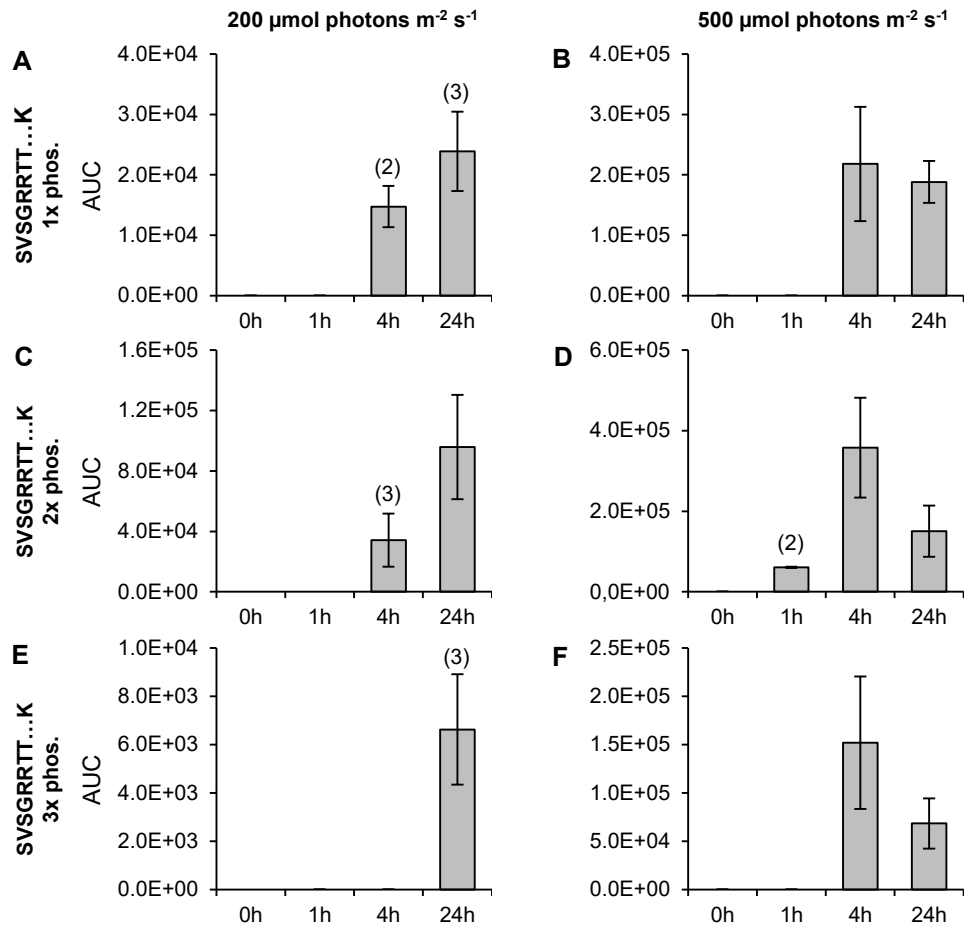 200 µmol photons m⁻² s⁻¹
500 µmol photons m⁻² s⁻¹
A
SVSGRRTT...K
1x phos.
AUC
4.0E+04
3.0E+04
2.0E+04
1.0E+04
0.0E+00
(2)
(3)
0h 1h 4h 24h
B
4.0E+05
3.0E+05
2.0E+05
1.0E+05
0.0E+00
0h 1h 4h 24h
C
SVSGRRTT...K
2x phos.
AUC
1.6E+05
1.2E+05
8.0E+04
4.0E+04
0.0E+00
(3)
0h 1h 4h 24h
D
6.0E+05
4.0E+05
2.0E+05
0,0E+00
(2)
0h 1h 4h 24h
E
SVSGRRTT...K
3x phos.
AUC
1.0E+04
8.0E+03
6.0E+03
4.0E+03
2.0E+03
0.0E+00
(3)
0h 1h 4h 24h
F
2.5E+05
2.0E+05
1.5E+05
1.0E+05
5.0E+04
0.0E+00
0h 1h 4h 24h